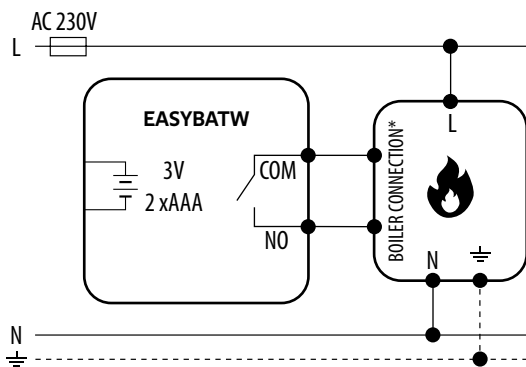 AC 230V
L
EASYBATW
3V
2 xAAA
COM
NO
BOILER CONNECTION*
L
N
N